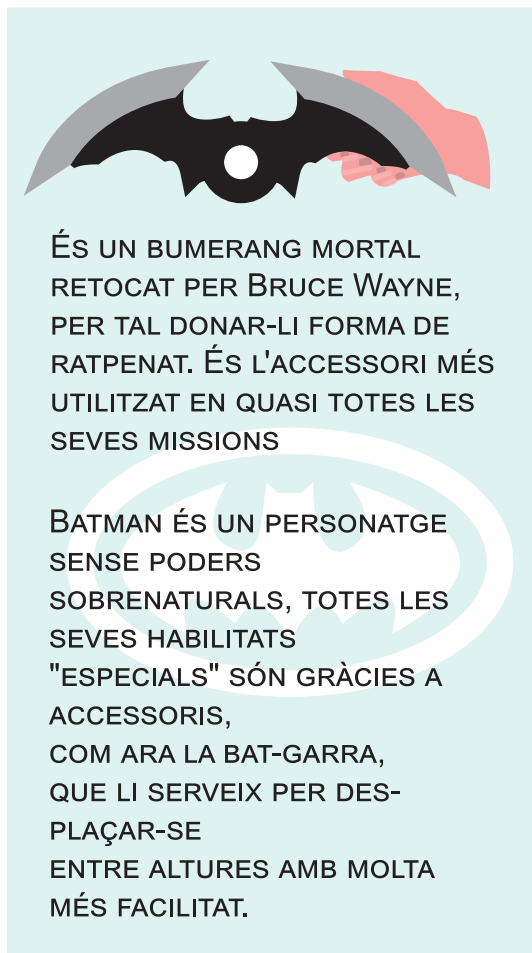 És un bumerang mortal
retocat per Bruce Wayne,
per tal donar-li forma de
ratpenat. És l'accessori més
utilitzat en quasi totes les
seves missions
Batman és un personatge
sense poders
sobrenaturals, totes les
seves habilitats
"especials" són gràcies a
accessoris,
com ara la bat-garra,
que li serveix per des-
plaçar-se
entre altures amb molta
més facilitat.